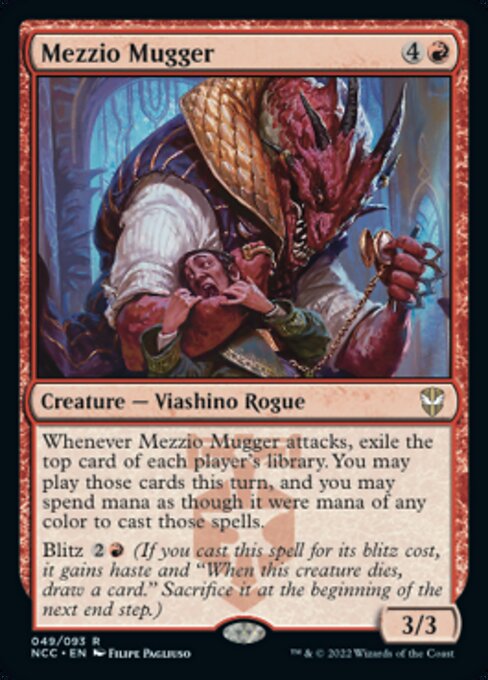 Mezzio Mugger 4
Creature — Viashino Rogue
Whenever Mezzio Mugger attacks, exile the
top card of each player's library. You may
play those cards this turn, and you may
spend mana as though it were mana of any
color to cast those spells.
Blitz 2 (If you cast this spell for its blitz cost,
it gains haste and “When this creature dies,
draw a card.” Sacrifice it at the beginning of the
next end step.)
3/3
049/093 R
NCC • EN Filipe Pagliuso ™ & © 2022 Wizards of the Coast